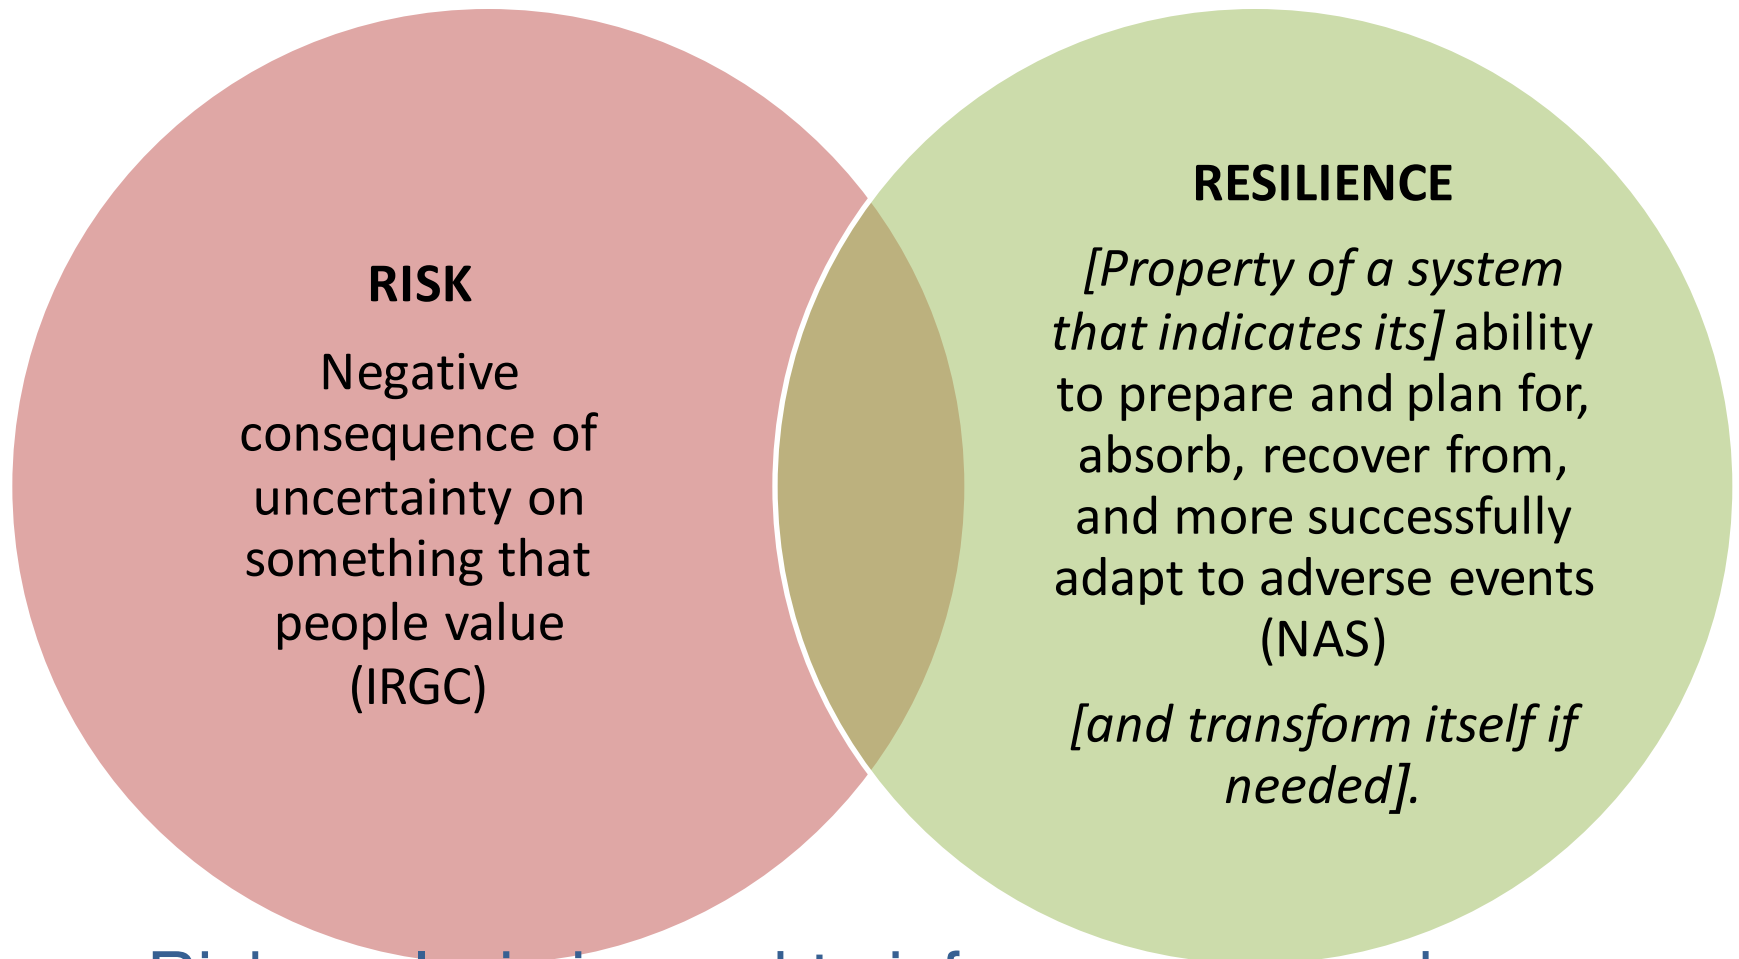 RISK
Negative
consequence of
uncertainty on
something that
people value
(IRGC)
RESILIENCE
[Property of a system
that indicates its] ability
to prepare and plan for,
absorb, recover from,
and more successfully
adapt to adverse events
(NAS)
[and transform itself if
needed].